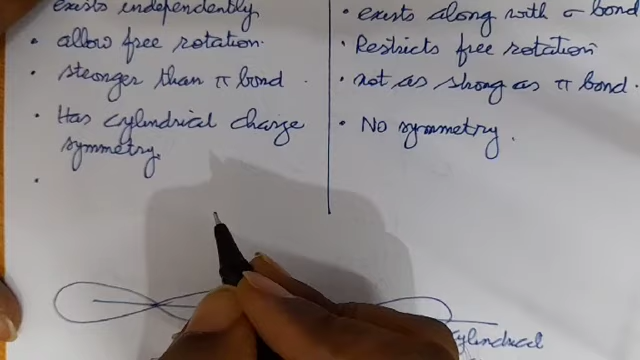 exists independently
• allow free rotation.
• stronger than π bond
• Has cylindrical charge
symmetry.
•
• exists along with σ bond
• Restricts free rotation
• not as strong as π bond.
• No symmetry.
cylindrical